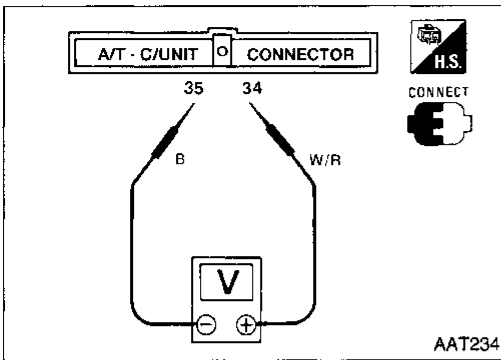 A/T - C/UNIT CONNECTOR
H.S.
35 34
CONNECT
B W/R
V
− +
AAT234